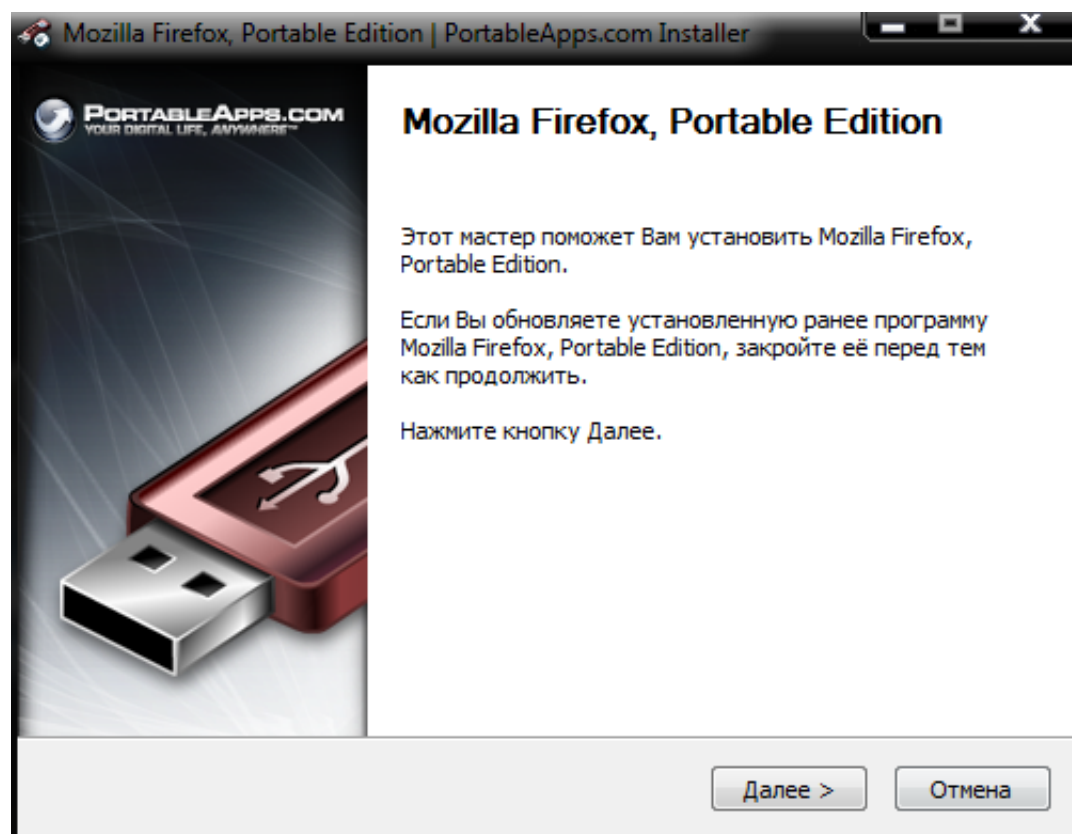 Mozilla Firefox, Portable Edition | PortableApps.com Installer
PORTABLEAPPS.COM
YOUR DIGITAL LIFE, ANYWHERE™
Mozilla Firefox, Portable Edition
Этот мастер поможет Вам установить Mozilla Firefox,
Portable Edition.
Если Вы обновляете установленную ранее программу
Mozilla Firefox, Portable Edition, закройте её перед тем
как продолжить.
Нажмите кнопку Далее.
Далее >
Отмена